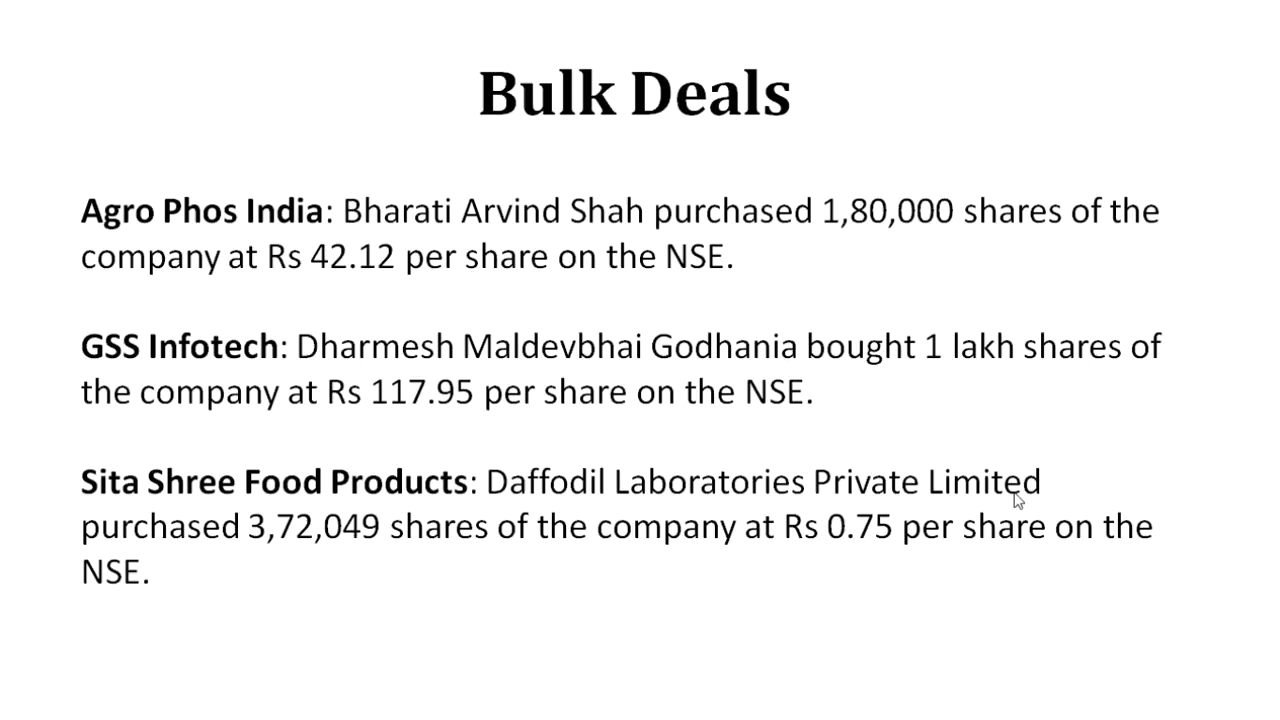 Bulk Deals
Agro Phos India: Bharati Arvind Shah purchased 1,80,000 shares of the
company at Rs 42.12 per share on the NSE.
GSS Infotech: Dharmesh Maldevbhai Godhania bought 1 lakh shares of
the company at Rs 117.95 per share on the NSE.
Sita Shree Food Products: Daffodil Laboratories Private Limited
purchased 3,72,049 shares of the company at Rs 0.75 per share on the
NSE.